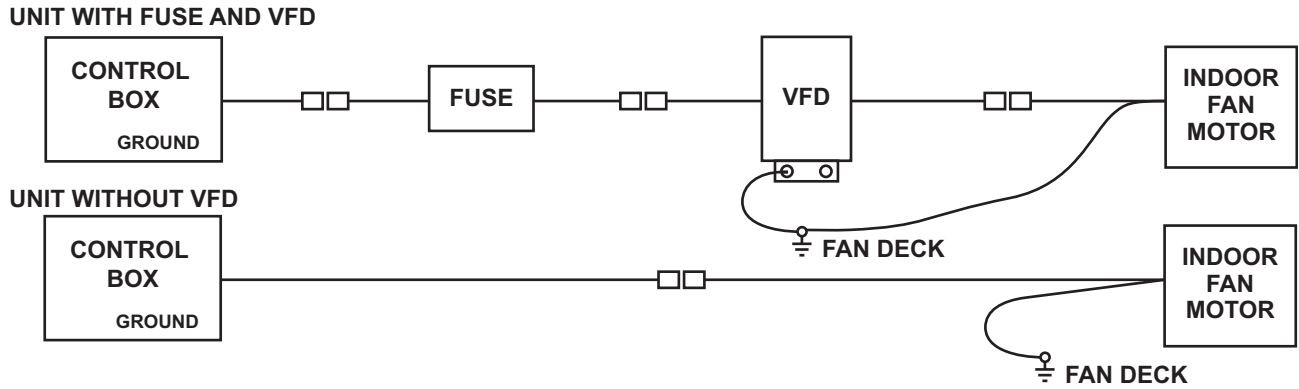 UNIT WITH FUSE AND VFD
CONTROL
BOX
GROUND
FUSE
VFD
INDOOR
FAN
MOTOR
FAN DECK
UNIT WITHOUT VFD
CONTROL
BOX
GROUND
INDOOR
FAN
MOTOR
FAN DECK